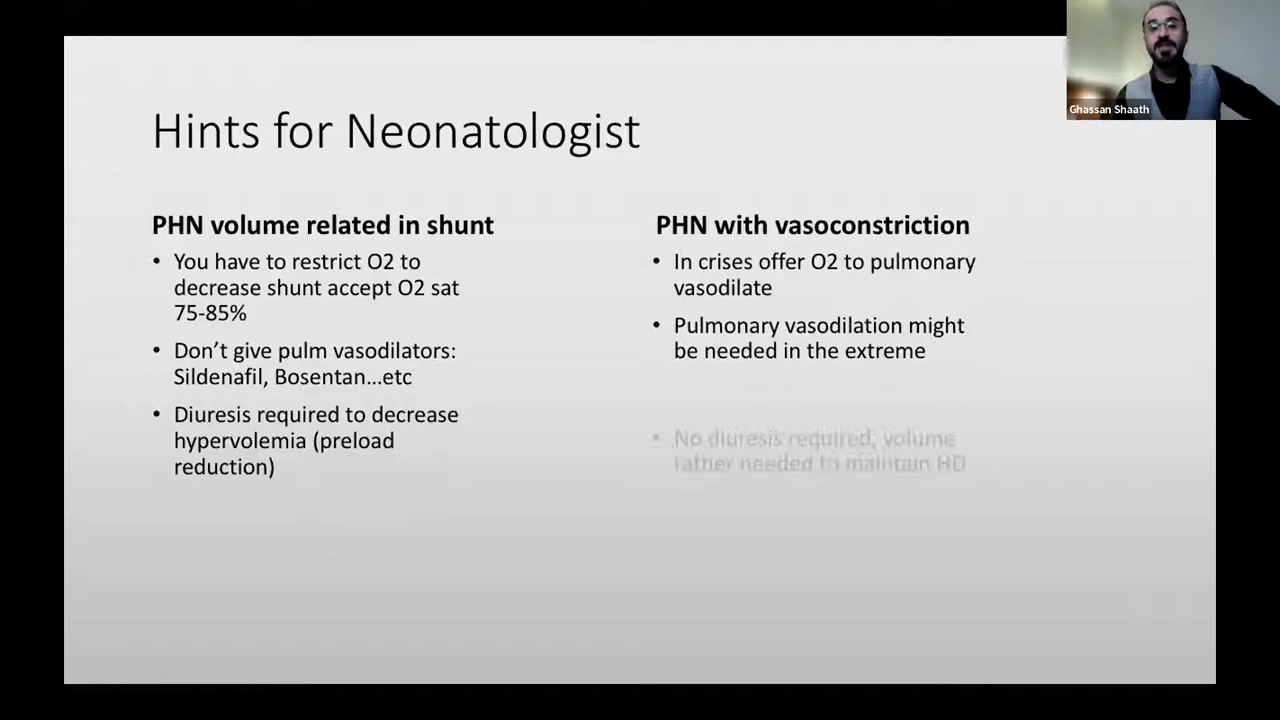 Ghassan Shaath
Hints for Neonatologist
PHN volume related in shunt
• You have to restrict O2 to
decrease shunt accept O2 sat
75-85%
• Don’t give pulm vasodilators:
Sildenafil, Bosentan...etc
• Diuresis required to decrease
hypervolemia (preload
reduction)
PHN with vasoconstriction
• In crises offer O2 to pulmonary
vasodilate
• Pulmonary vasodilation might
be needed in the extreme
• No diuresis required, volume
rather needed to maintain HD